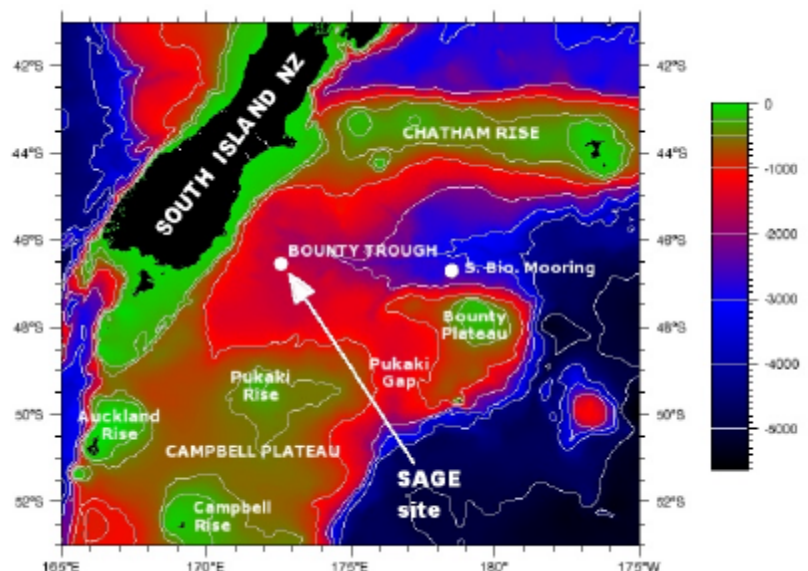 42°S
44°S
46°S
48°S
50°S
52°S
SOUTH ISLAND NZ
CHATHAM RISE
BOUNTY TROUGH
S. Bio. Mooring
Bounty
Plateau
Pukaki
Gap
Pukaki
Rise
Auckland
Rise
CAMPBELL PLATEAU
SAGE
site
Campbell
Rise
42°S
44°S
46°S
48°S
50°S
52°S
165°E
170°E
175°E
180°
175°W
0
-1000
-2000
-3000
-4000
-5000